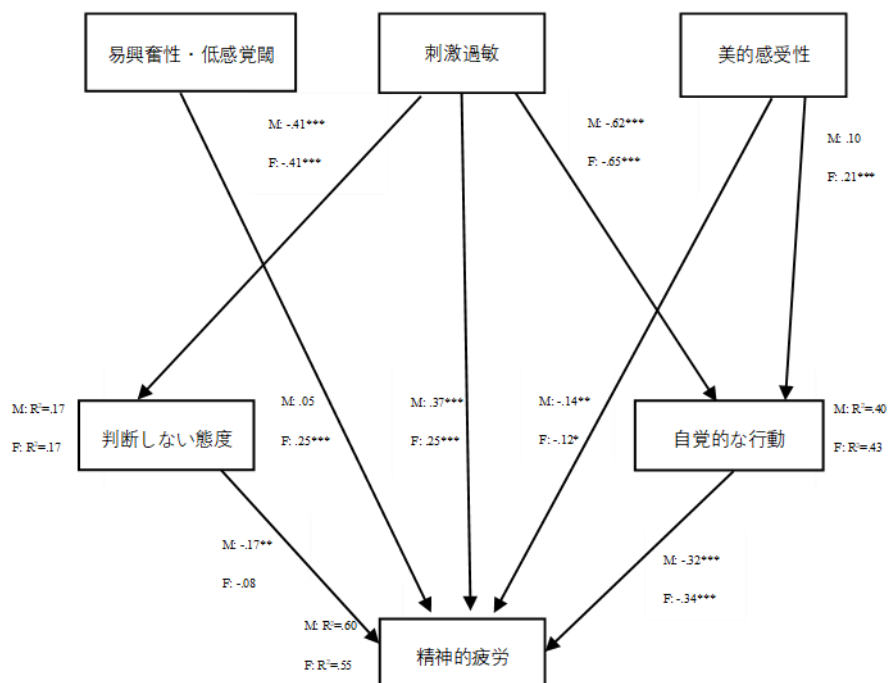 易興奮性・低感覚閾
刺激過敏
美的感受性
M: -.41***
F: -.41***
M: -.62***
F: -.65***
M: .10
F: .21***
M: R²=.17
F: R²=.17
判断しない態度
M: .05
F: .25***
M: .37***
F: .25***
M: -.14**
F: -.12*
自覚的な行動
M: R²=.40
F: R²=.43
M: -.17**
F: -.08
M: -.32***
F: -.34***
M: R²=.60
F: R²=.55
精神的疲労